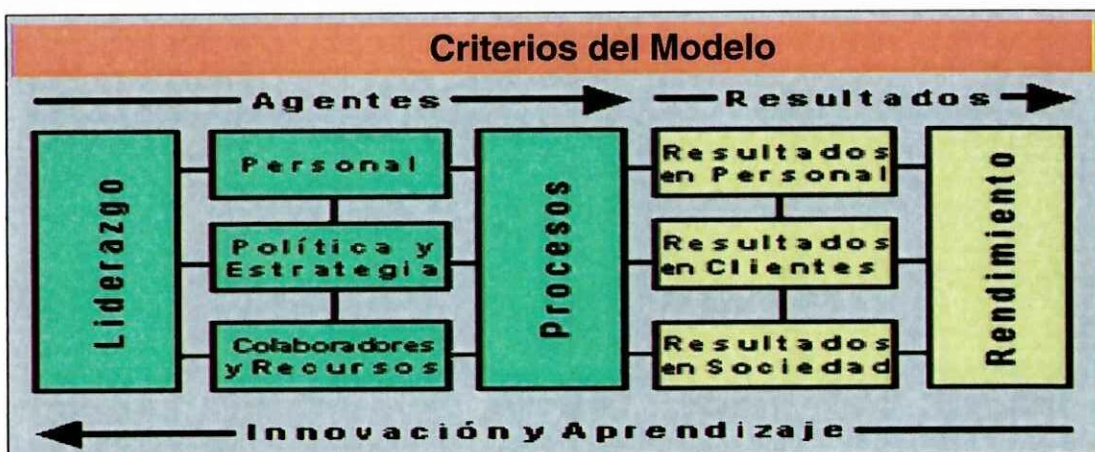 Criterios del Modelo
Agentes
Resultados
Liderazgo
Personal
Política y
Estrategia
Colaboradores
y Recursos
Procesos
Resultados
en Personal
Resultados
en Clientes
Resultados
en Sociedad
Rendimiento
Innovación y Aprendizaje